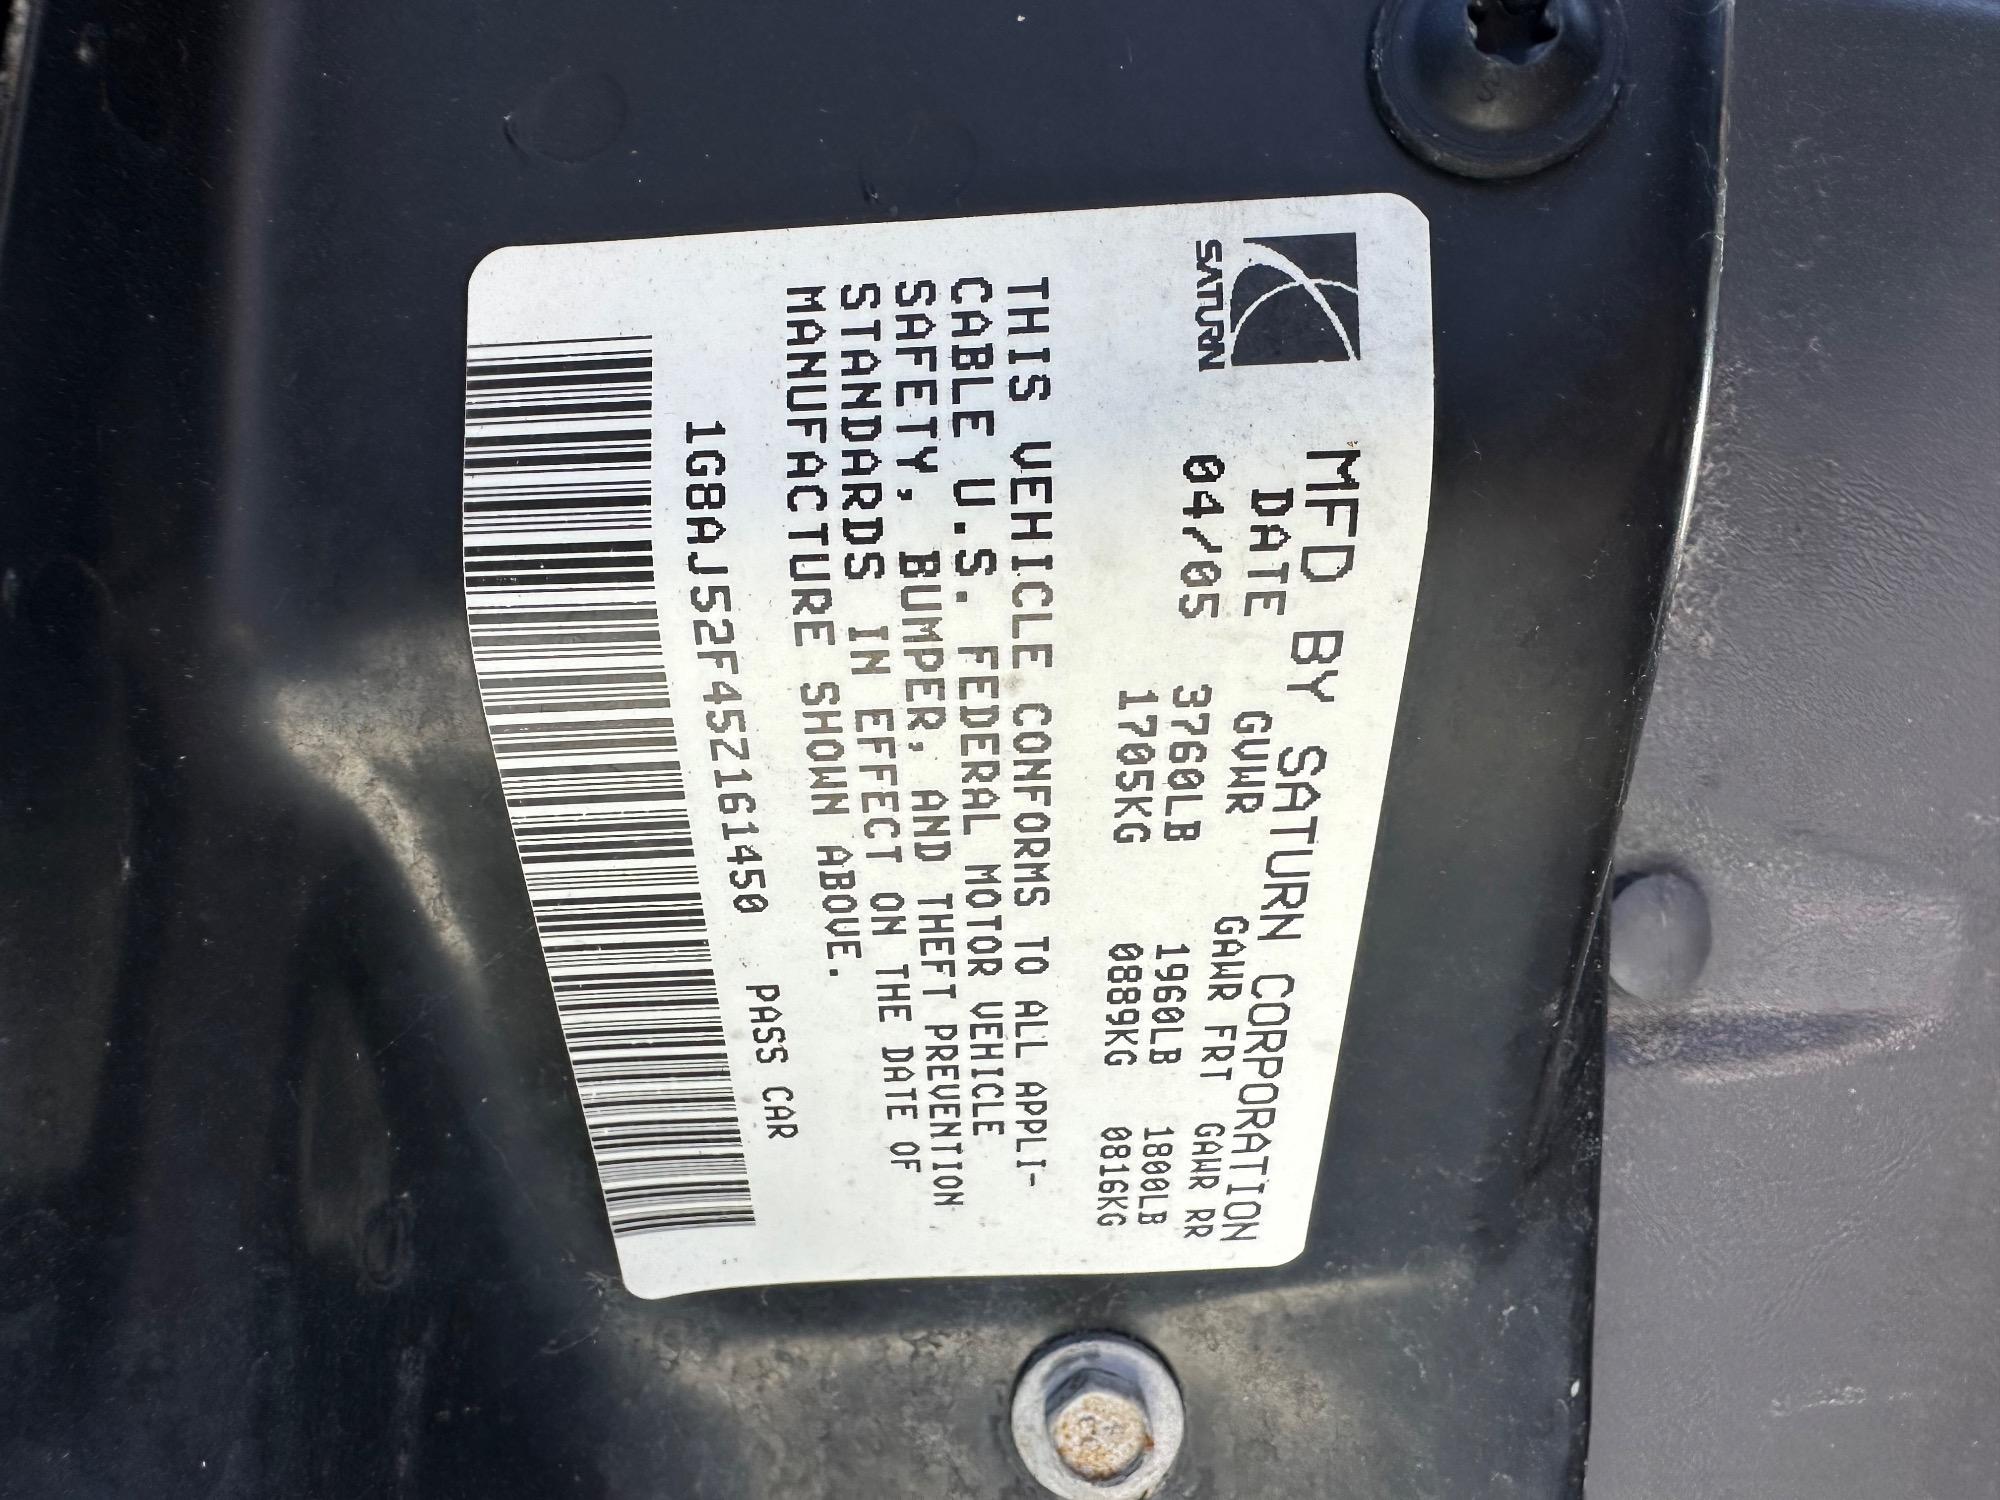 SATURN
MFD BY SATURN CORPORATION
DATE GVWR GAWR FRT GAWR RR
04/05 3760LB 1960LB 1800LB
1705KG 0889KG 0816KG
THIS VEHICLE CONFORMS TO ALL APPLI-
CABLE U.S. FEDERAL MOTOR VEHICLE
SAFETY, BUMPER, AND THEFT PREVENTION
STANDARDS IN EFFECT ON THE DATE OF
MANUFACTURE SHOWN ABOVE.
1G8AJ52F45Z161450 PASS CAR